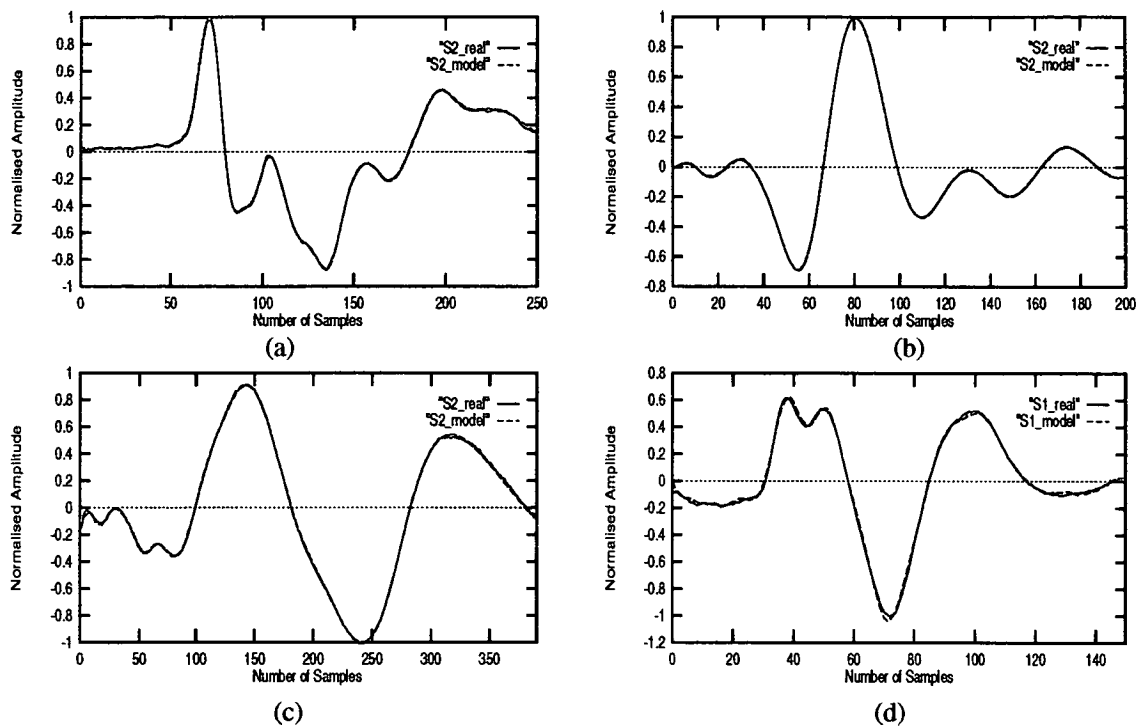 1
0.8
0.6
0.4
0.2
0
-0.2
-0.4
-0.6
-0.8
-1
Normalised Amplitude
"S2_real"
"S2_model"
0 50 100 150 200 250
Number of Samples
(a)
1
0.8
0.6
0.4
0.2
0
-0.2
-0.4
-0.6
-0.8
Normalised Amplitude
"S2_real"
"S2_model"
0 20 40 60 80 100 120 140 160 180 200
Number of Samples
(b)
1
0.8
0.6
0.4
0.2
0
-0.2
-0.4
-0.6
-0.8
-1
Normalised Amplitude
"S2_real"
"S2_model"
0 50 100 150 200 250 300 350
Number of Samples
(c)
0.8
0.6
0.4
0.2
0
-0.2
-0.4
-0.6
-0.8
-1
-1.2
Normalised Amplitude
"S1_real"
"S1_model"
0 20 40 60 80 100 120 140
Number of Samples
(d)